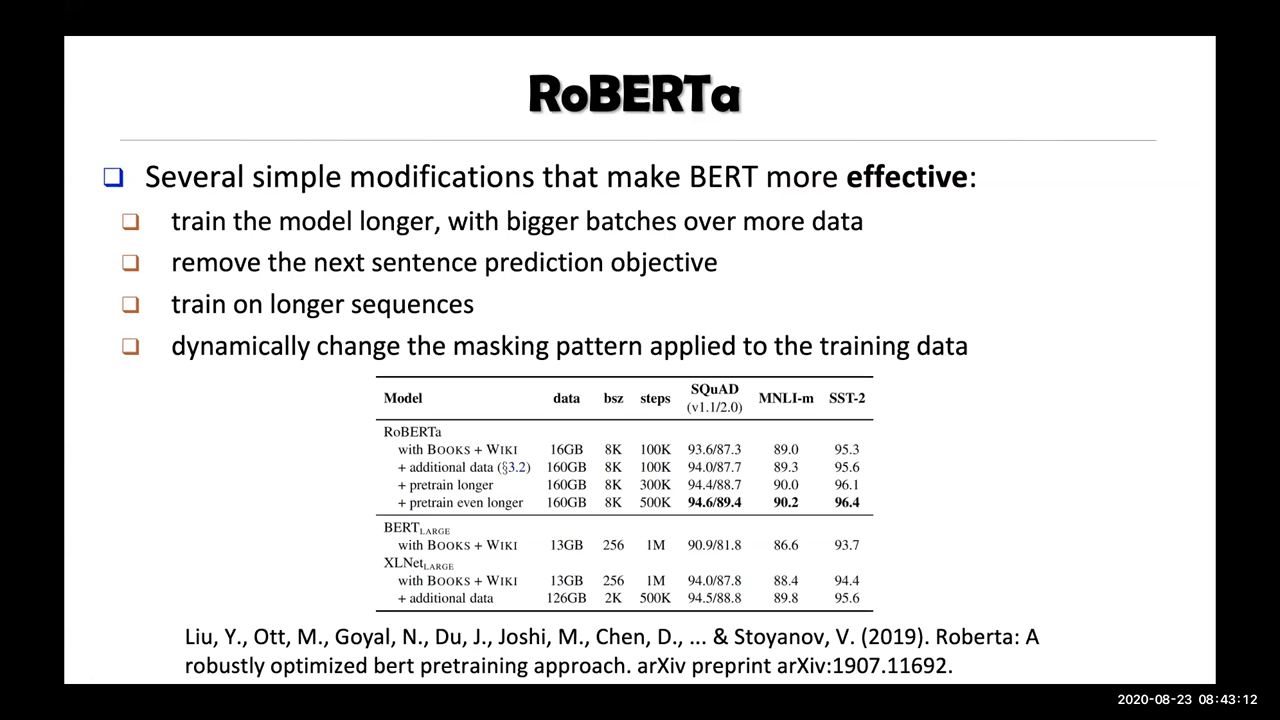 RoBERTa
❑ Several simple modifications that make BERT more effective:
❑ train the model longer, with bigger batches over more data
❑ remove the next sentence prediction objective
❑ train on longer sequences
❑ dynamically change the masking pattern applied to the training data
Model data bsz steps SQuAD (v1.1/2.0) MNLI-m SST-2
RoBERTa
with BOOKS + WIKI 16GB 8K 100K 93.6/87.3 89.0 95.3
+ additional data (§3.2) 160GB 8K 100K 94.0/87.7 89.3 95.6
+ pretrain longer 160GB 8K 300K 94.4/88.7 90.0 96.1
+ pretrain even longer 160GB 8K 500K 94.6/89.4 90.2 96.4
BERTLARGE
with BOOKS + WIKI 13GB 256 1M 90.9/81.8 86.6 93.7
XLNetLARGE
with BOOKS + WIKI 13GB 256 1M 94.0/87.8 88.4 94.4
+ additional data 126GB 2K 500K 94.5/88.8 89.8 95.6
Liu, Y., Ott, M., Goyal, N., Du, J., Joshi, M., Chen, D., ... & Stoyanov, V. (2019). Roberta: A
robustly optimized bert pretraining approach. arXiv preprint arXiv:1907.11692.
2020-08-23 08:43:12